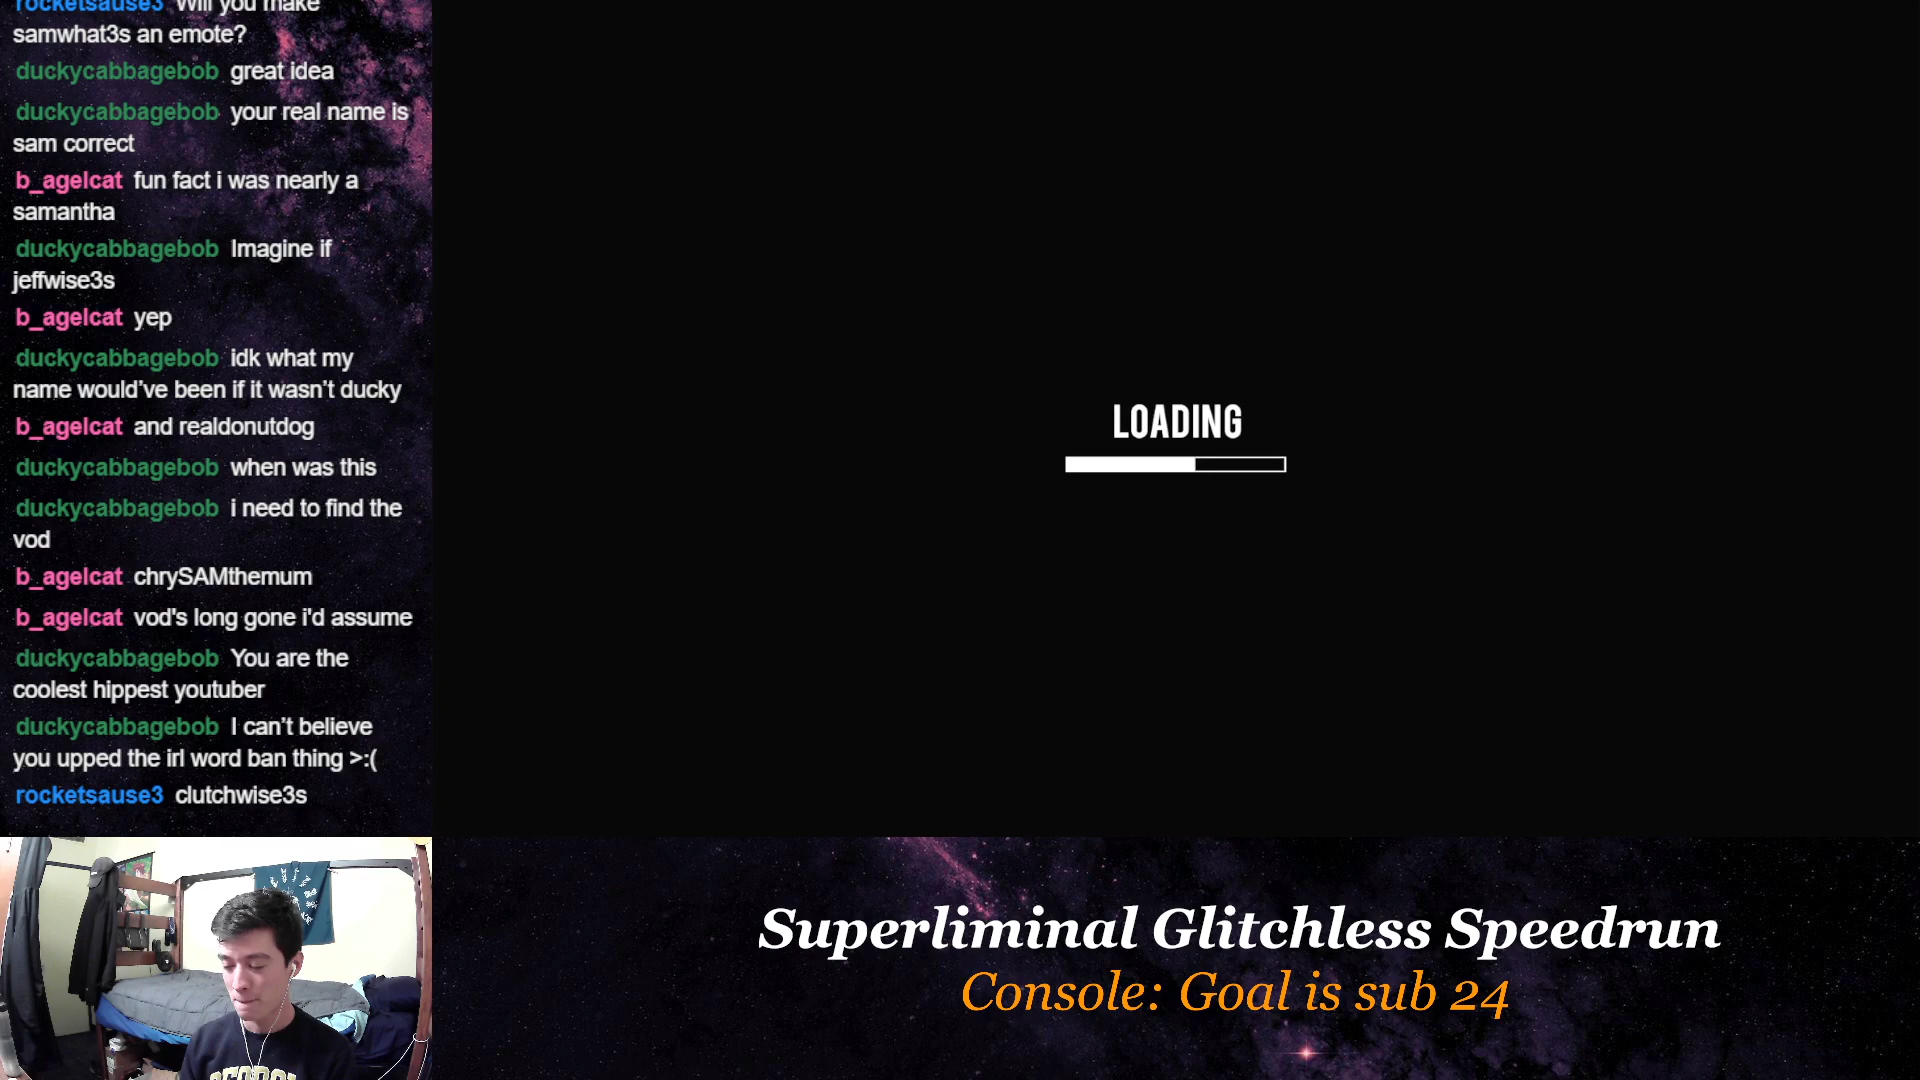 rocketsause3 Will you make
samwhat3s an emote?
duckycabbagebob great idea
duckycabbagebob your real name is
sam correct
b_agelcat fun fact i was nearly a
samantha
duckycabbagebob Imagine if
jeffwise3s
b_agelcat yep
duckycabbagebob idk what my
name would've been if it wasn't ducky
b_agelcat and realdonutdog
duckycabbagebob when was this
duckycabbagebob i need to find the
vod
b_agelcat chrySAMthemum
b_agelcat vod's long gone i'd assume
duckycabbagebob You are the
coolest hippest youtuber
duckycabbagebob I can't believe
you upped the irl word ban thing >:(
rocketsause3 clutchwise3s
LOADING
Superliminal Glitchless Speedrun
Console: Goal is sub 24